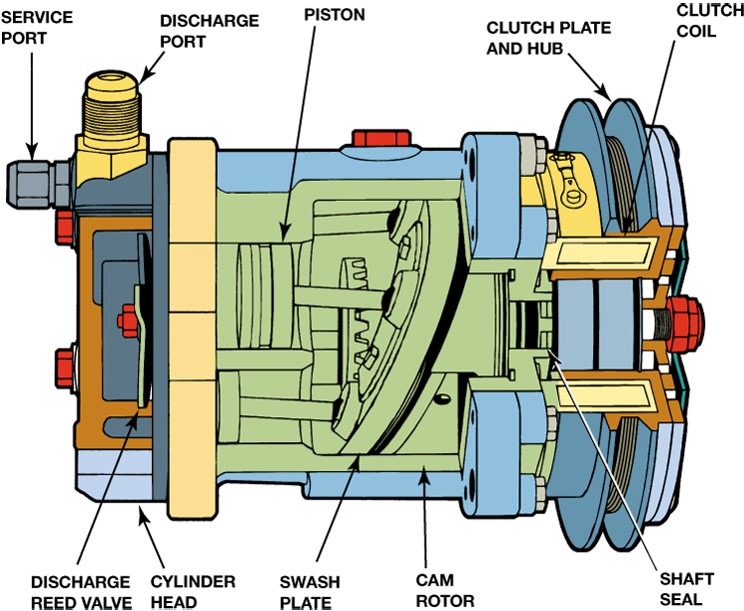 SERVICE
PORT
DISCHARGE
PORT
PISTON
CLUTCH PLATE
AND HUB
CLUTCH
COIL
DISCHARGE
REED VALVE
CYLINDER
HEAD
SWASH
PLATE
CAM
ROTOR
SHAFT
SEAL